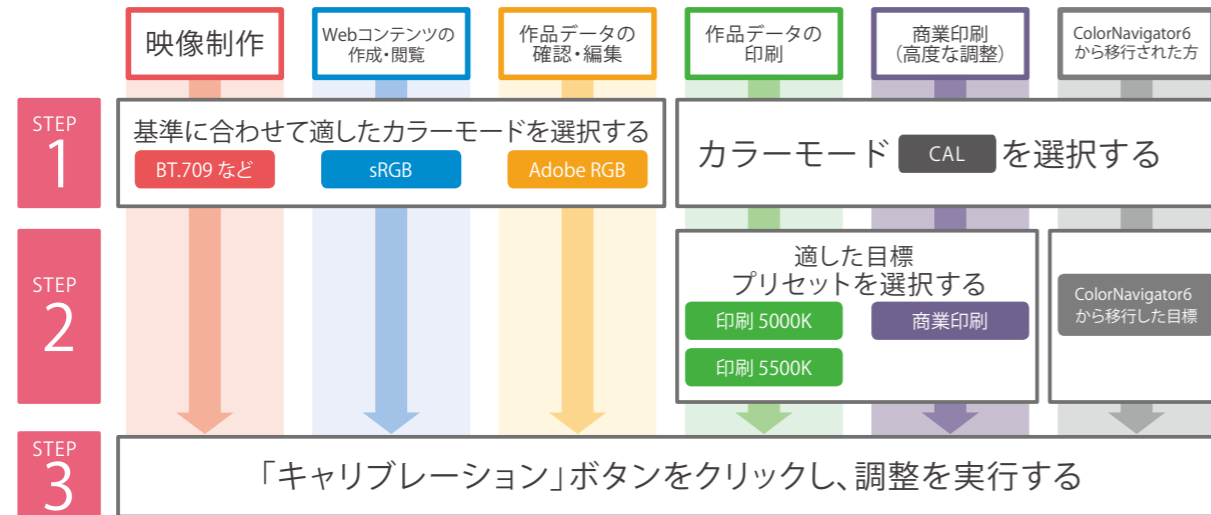 映像制作
Webコンテンツの
作成・閲覧
作品データの
確認・編集
作品データの
印刷
商業印刷
（高度な調整）
ColorNavigator6
から移行された方
STEP
1
基準に合わせて適したカラーモードを選択する
BT.709 など
sRGB
Adobe RGB
カラーモード CAL を選択する
STEP
2
適した目標
プリセットを選択する
印刷 5000K
商業印刷
印刷 5500K
ColorNavigator6
から移行した目標
STEP
3
「キャリブレーション」ボタンをクリックし、調整を実行する